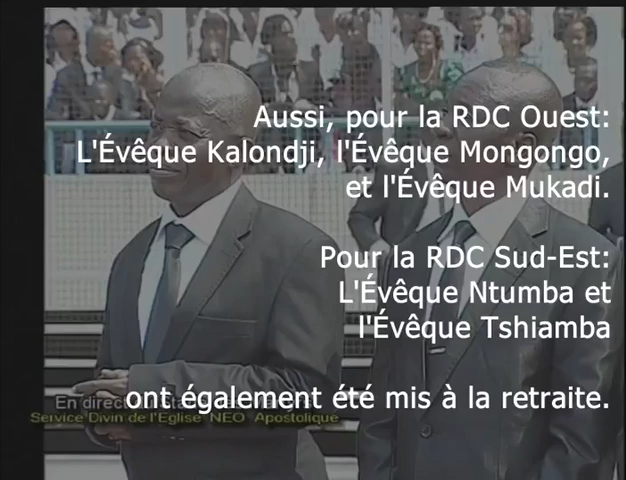 Aussi, pour la RDC Ouest:
L'Évêque Kalondji, l'Évêque Mongongo,
et l'Évêque Mukadi.
Pour la RDC Sud-Est:
L'Évêque Ntumba et
l'Évêque Tshiamba
ont également été mis à la retraite.
En direct
Service Divin de l'Eglise NEO Apostolique